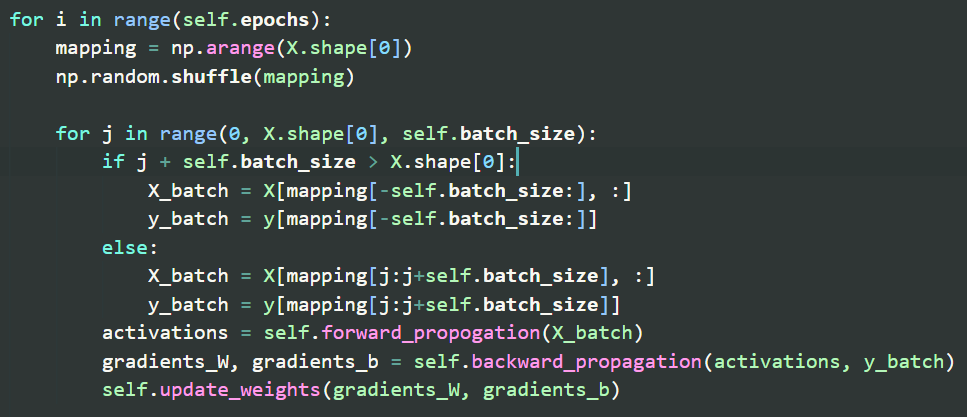 for i in range(self.epochs):
    mapping = np.arange(X.shape[0])
    np.random.shuffle(mapping)
    for j in range(0, X.shape[0], self.batch_size):
        if j + self.batch_size > X.shape[0]:
            X_batch = X[mapping[-self.batch_size:], :]
            y_batch = y[mapping[-self.batch_size:]]
        else:
            X_batch = X[mapping[j:j+self.batch_size], :]
            y_batch = y[mapping[j:j+self.batch_size]]
        activations = self.forward_propogation(X_batch)
        gradients_W, gradients_b = self.backward_propagation(activations, y_batch)
        self.update_weights(gradients_W, gradients_b)